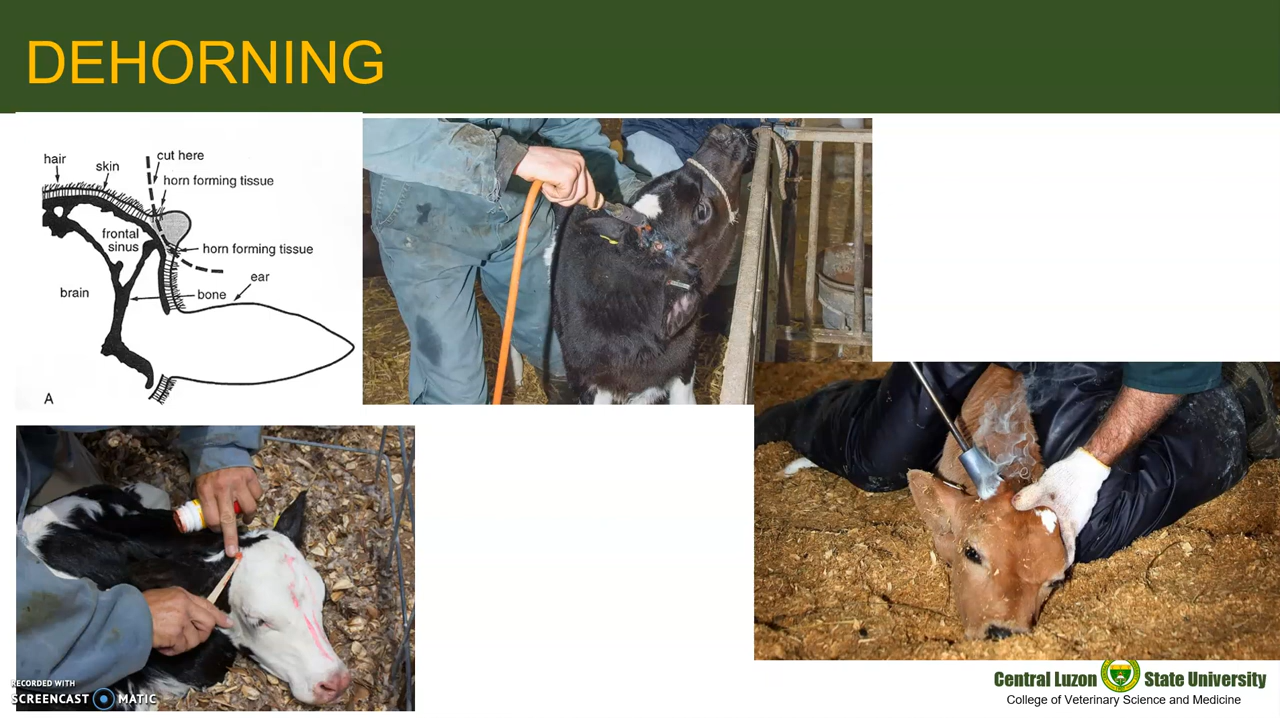 DEHORNING
hair
skin
cut here
horn forming tissue
frontal
sinus
horn forming tissue
ear
brain
bone
A
RECORDED WITH
SCREENCAST MATIC
Central Luzon State University
College of Veterinary Science and Medicine